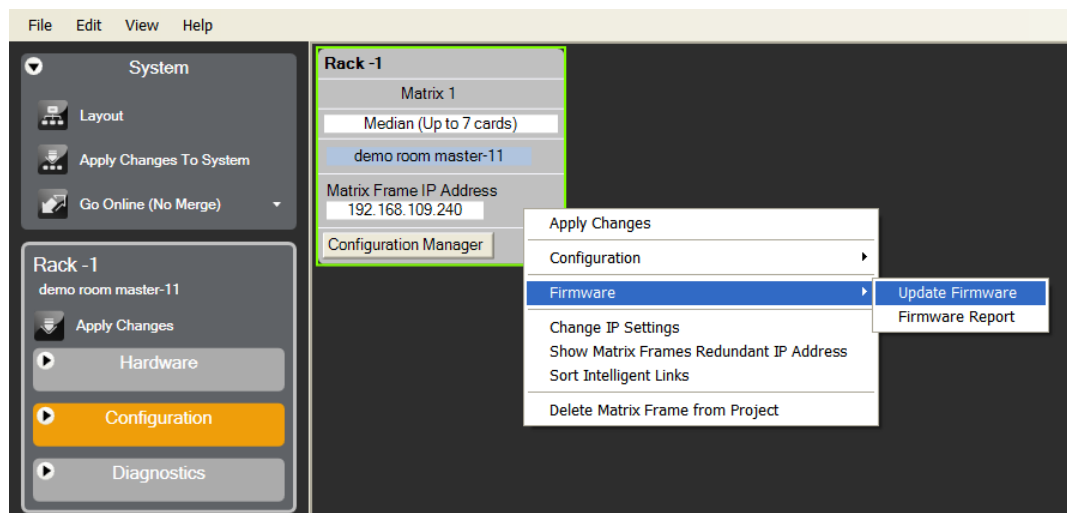 File Edit View Help
System
Layout
Apply Changes To System
Go Online (No Merge)
Rack -1
demo room master-11
Apply Changes
Hardware
Configuration
Diagnostics
Rack -1
Matrix 1
Median (Up to 7 cards)
demo room master-11
Matrix Frame IP Address
192.168.109.240
Configuration Manager
Apply Changes
Configuration
Firmware
Change IP Settings
Show Matrix Frames Redundant IP Address
Sort Intelligent Links
Delete Matrix Frame from Project
Update Firmware
Firmware Report